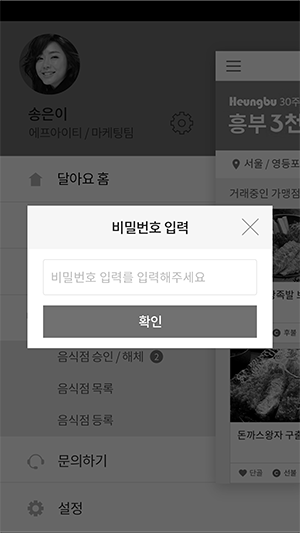 송은이
에프아이티 / 마케팅팀
달아요 홈
Heungbu 30주
흥부 3천
서울 / 영등포
거래중인 가맹점
비밀번호 입력
비밀번호 입력를 입력해주세요
확인
음식점 승인 / 해체 2
음식점 목록
음식점 등록
문의하기
설정
족발 보
돈까스왕자 구로
단골
C 선불